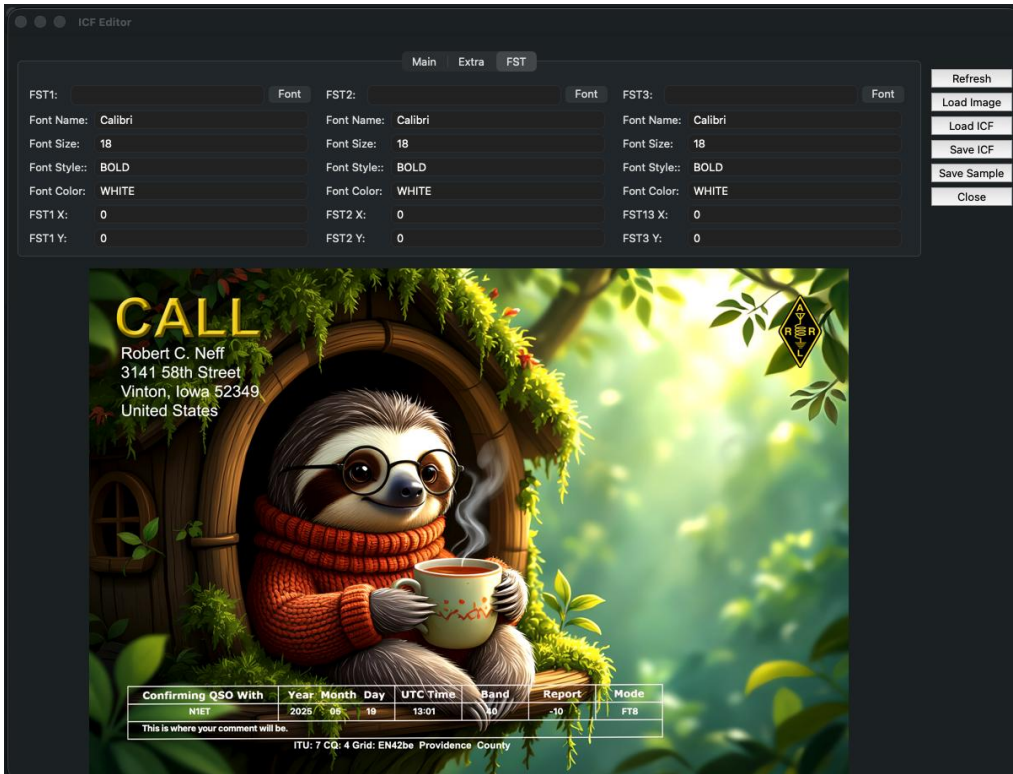 ICF Editor
Main Extra FST
FST1: Font FST2: Font FST3: Font
Font Name: Calibri Font Name: Calibri Font Name: Calibri
Font Size: 18 Font Size: 18 Font Size: 18
Font Style:: BOLD Font Style:: BOLD Font Style:: BOLD
Font Color: WHITE Font Color: WHITE Font Color: WHITE
FST1 X: 0 FST2 X: 0 FST13 X: 0
FST1 Y: 0 FST2 Y: 0 FST3 Y: 0
Refresh
Load Image
Load ICF
Save ICF
Save Sample
Close
CALL
Robert C. Neff
3141 58th Street
Vinton, Iowa 52349
United States
A
R R
L
Confirming QSO With Year Month Day UTC Time Band Report Mode
N1ET 2025 05 19 13:01 40 -10 FT8
This is where your comment will be.
ITU: 7 CQ: 4 Grid: EN42be Providence County